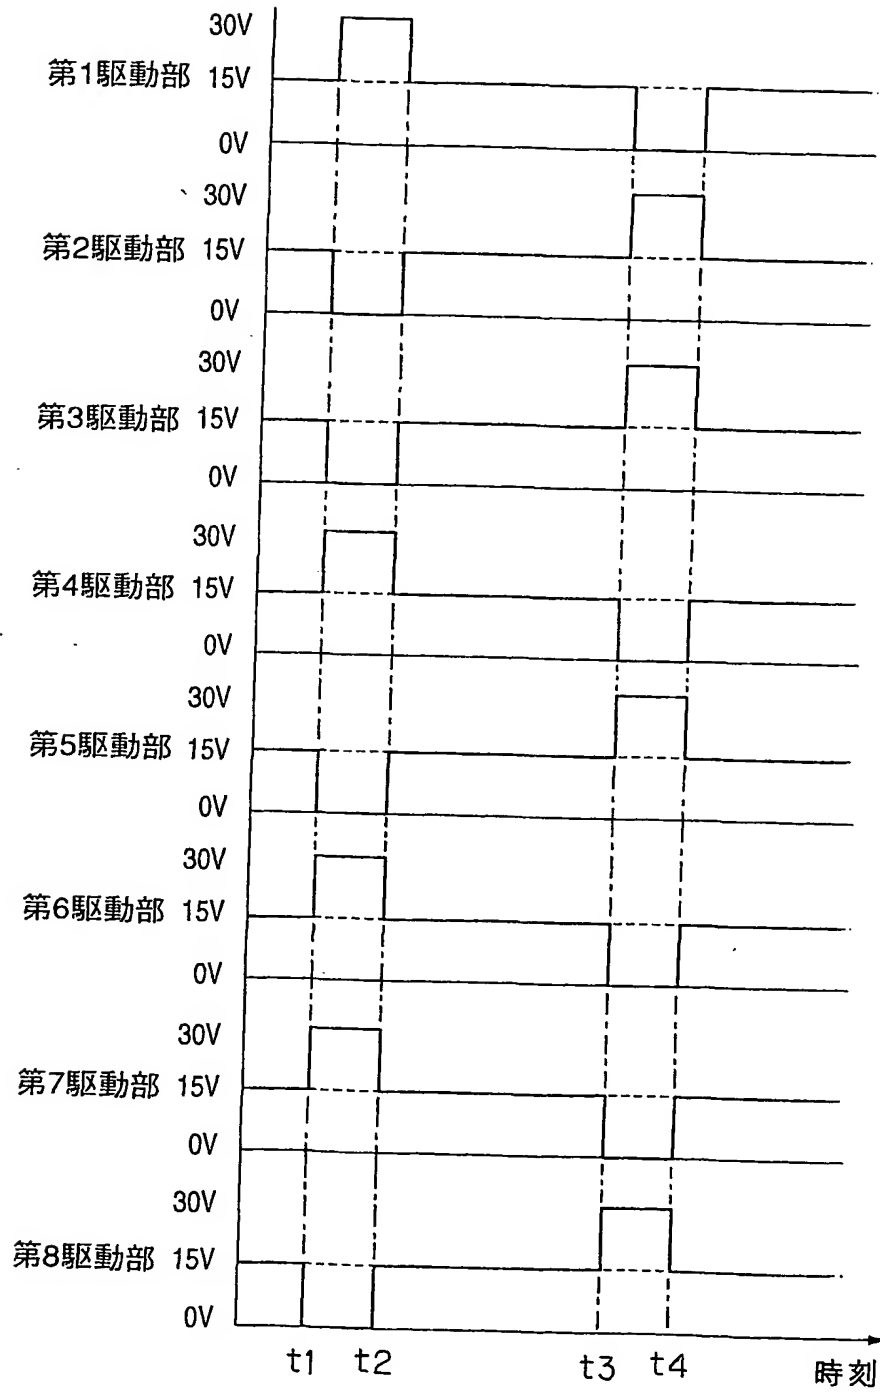 30V
第1駆動部 15V
0V
30V
第2駆動部 15V
0V
30V
第3駆動部 15V
0V
30V
第4駆動部 15V
0V
30V
第5駆動部 15V
0V
30V
第6駆動部 15V
0V
30V
第7駆動部 15V
0V
30V
第8駆動部 15V
0V
t1 t2 t3 t4 時刻